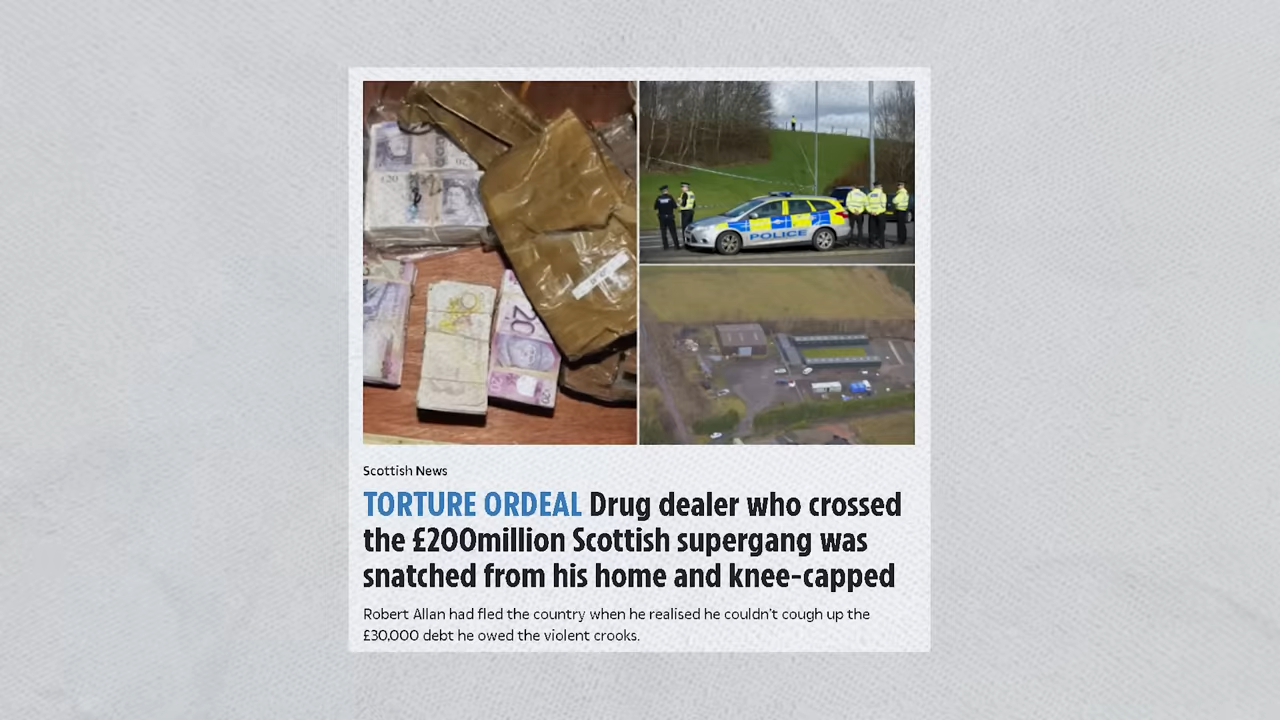 £20
20
POLICE
Scottish News
TORTURE ORDEAL Drug dealer who crossed
the £200million Scottish supergang was
snatched from his home and knee-capped
Robert Allan had fled the country when he realised he couldn't cough up the
£30,000 debt he owed the violent crooks.